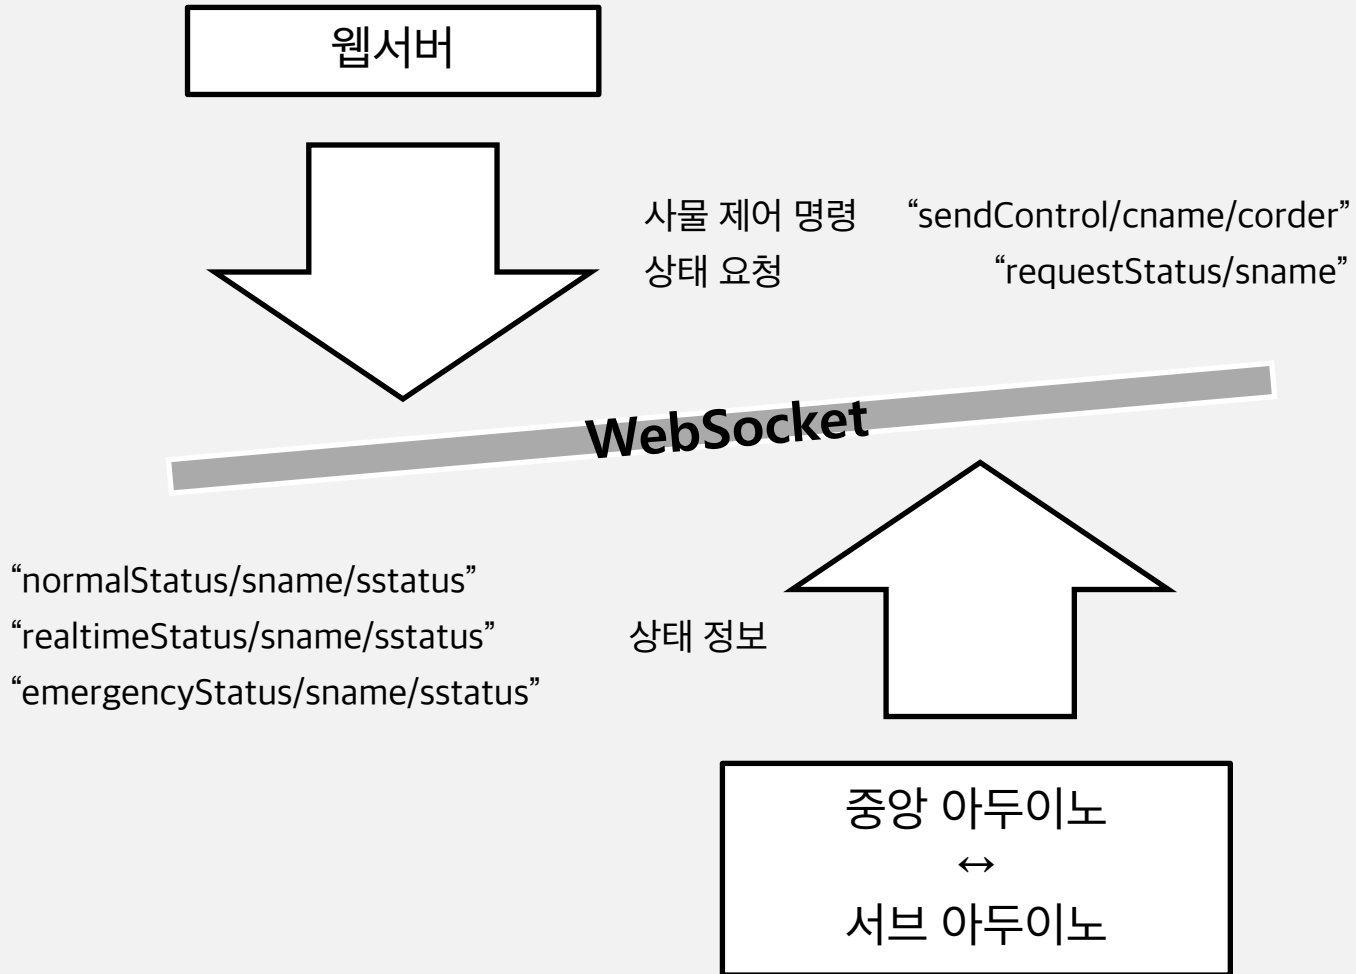 웹서버
사물 제어 명령 “sendControl/cname/corder”
상태 요청 “requestStatus/sname”
WebSocket
“normalStatus/sname/sstatus”
“realtimeStatus/sname/sstatus” 상태 정보
“emergencyStatus/sname/sstatus”
중앙 아두이노
↔
서브 아두이노